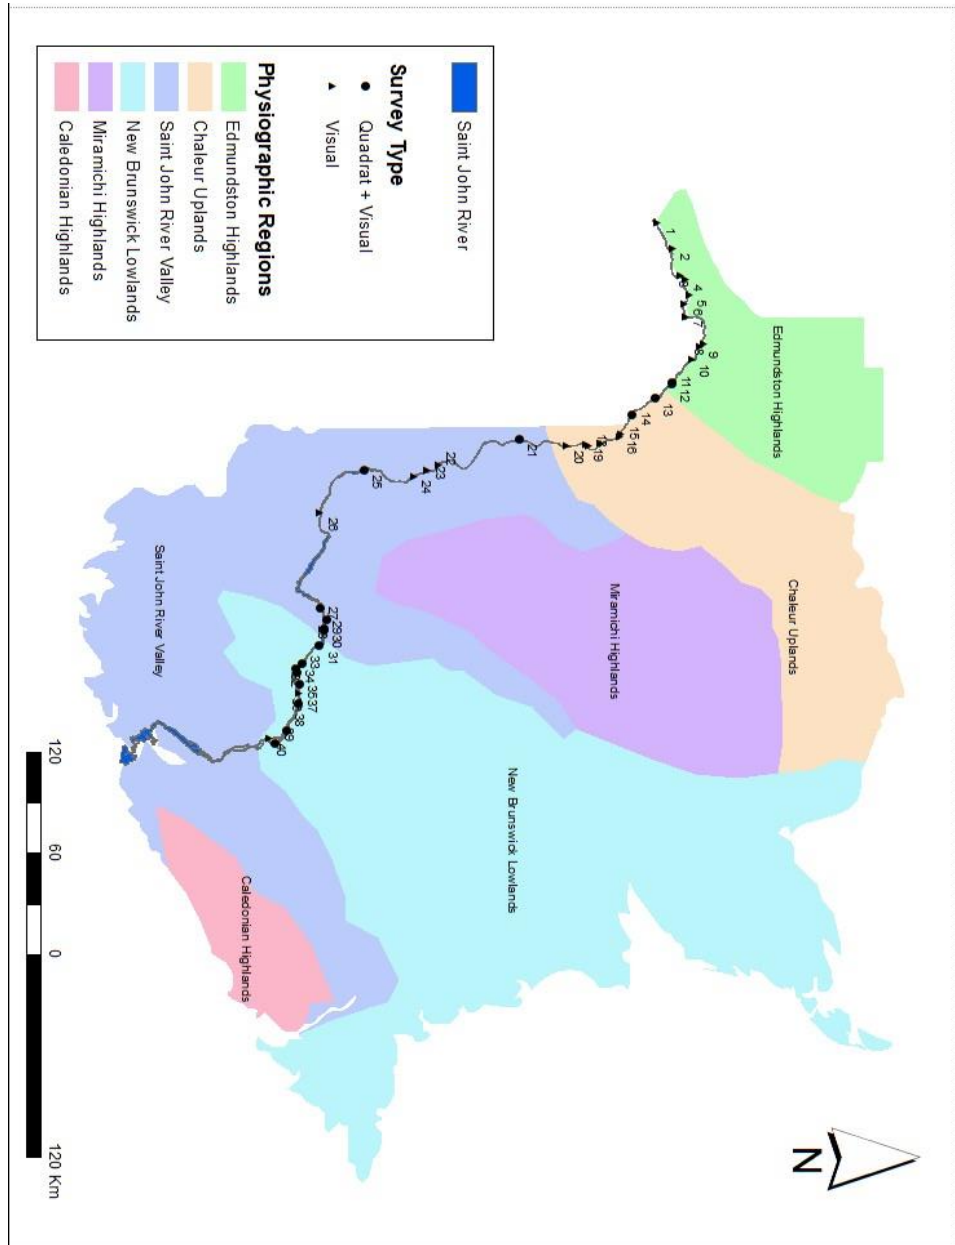 Saint John River
Survey Type
Quadrat + Visual
Visual
Physiographic Regions
Edmundston Highlands
Chaleur Uplands
Saint John River Valley
New Brunswick Lowlands
Miramichi Highlands
Caledonian Highlands
Edmundston Highlands
Chaleur Uplands
Miramichi Highlands
New Brunswick Lowlands
Saint John River Valley
Caledonian Highlands
1
2
4
5
6
7
8
9
10
11
12
13
14
15
16
19
20
21
22
23
24
25
26
27
29
30
31
33
34
35
37
38
40
N
120 60 0 120 Km